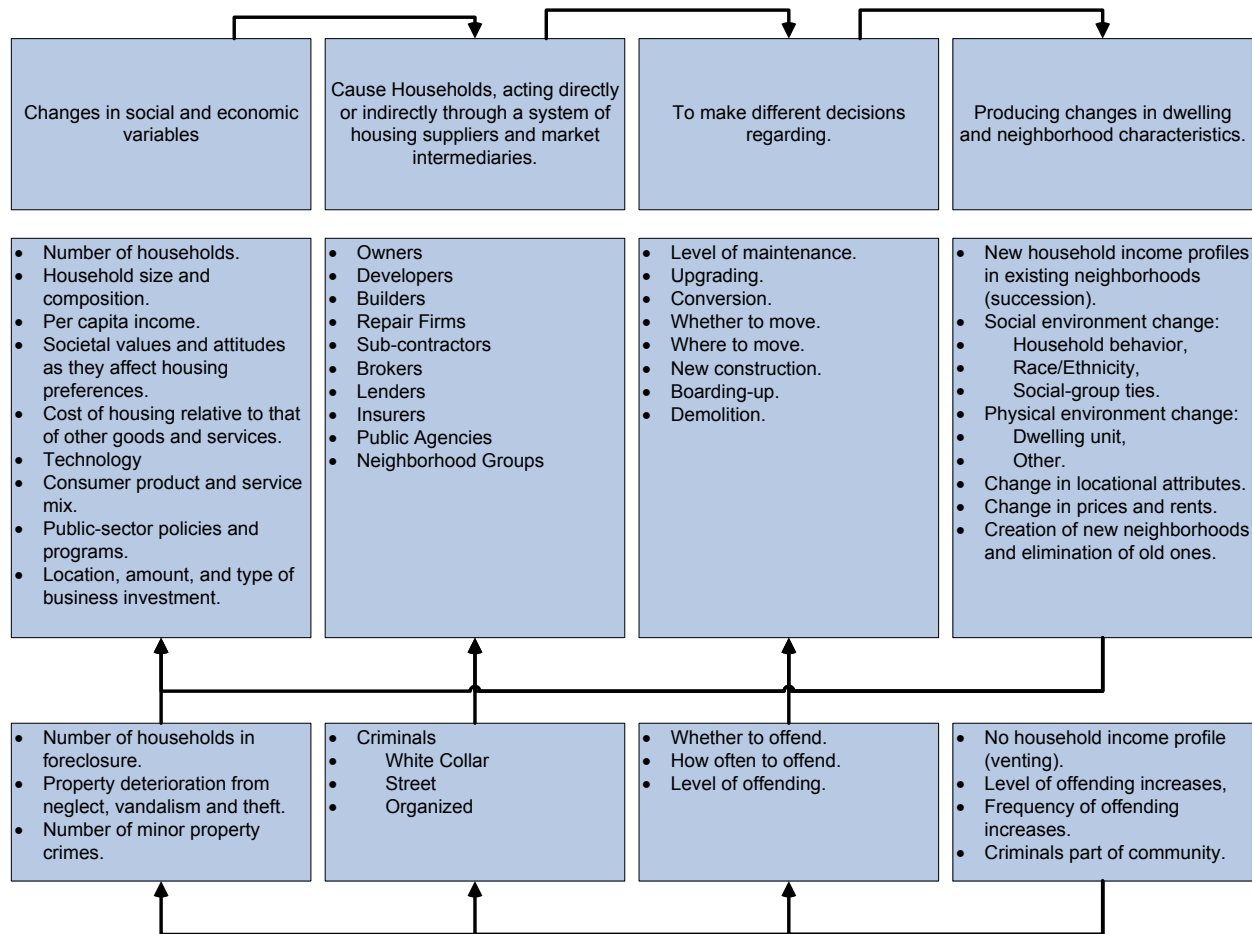 Changes in social and economic
variables
Cause Households, acting directly
or indirectly through a system of
housing suppliers and market
intermediaries.
To make different decisions
regarding.
Producing changes in dwelling
and neighborhood characteristics.
• Number of households.
• Household size and
composition.
• Per capita income.
• Societal values and attitudes
as they affect housing
preferences.
• Cost of housing relative to that
of other goods and services.
• Technology
• Consumer product and service
mix.
• Public-sector policies and
programs.
• Location, amount, and type of
business investment.
• Owners
• Developers
• Builders
• Repair Firms
• Sub-contractors
• Brokers
• Lenders
• Insurers
• Public Agencies
• Neighborhood Groups
• Level of maintenance.
• Upgrading.
• Conversion.
• Whether to move.
• Where to move.
• New construction.
• Boarding-up.
• Demolition.
• New household income profiles
in existing neighborhoods
(succession).
• Social environment change:
• Household behavior,
• Race/Ethnicity,
• Social-group ties.
• Physical environment change:
• Dwelling unit,
• Other.
• Change in locational attributes.
• Change in prices and rents.
• Creation of new neighborhoods
and elimination of old ones.
• Number of households in
foreclosure.
• Property deterioration from
neglect, vandalism and theft.
• Number of minor property
crimes.
• Criminals
• White Collar
• Street
• Organized
• Whether to offend.
• How often to offend.
• Level of offending.
• No household income profile
(venting).
• Level of offending increases,
• Frequency of offending
increases.
• Criminals part of community.